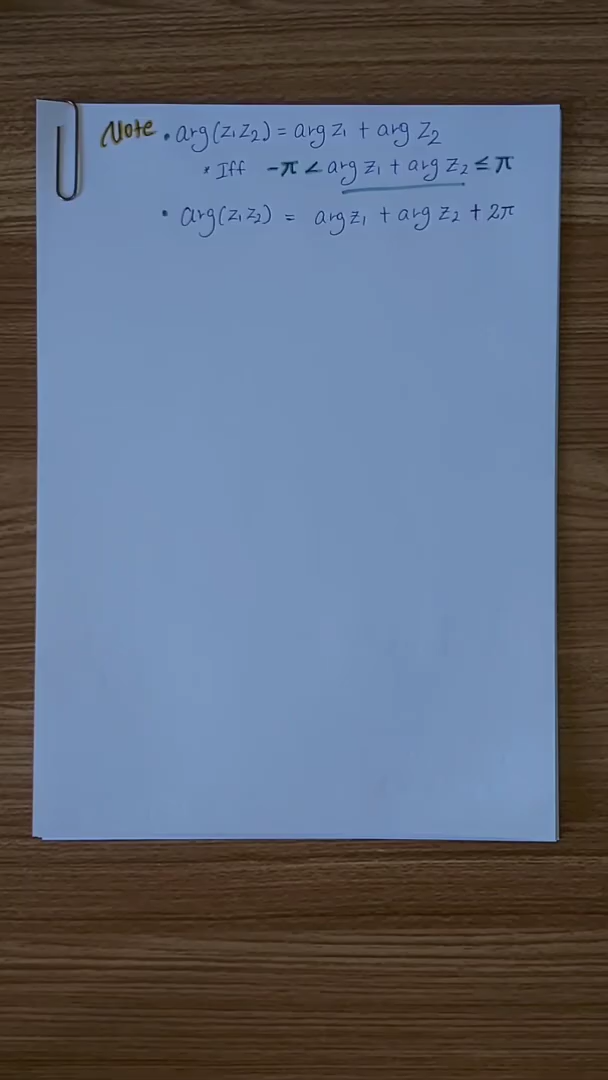 Note • arg(z₁z₂) = arg z₁ + arg z₂
* Iff -π < arg z₁ + arg z₂ ≤ π
• arg(z₁z₂) = arg z₁ + arg z₂ + 2π